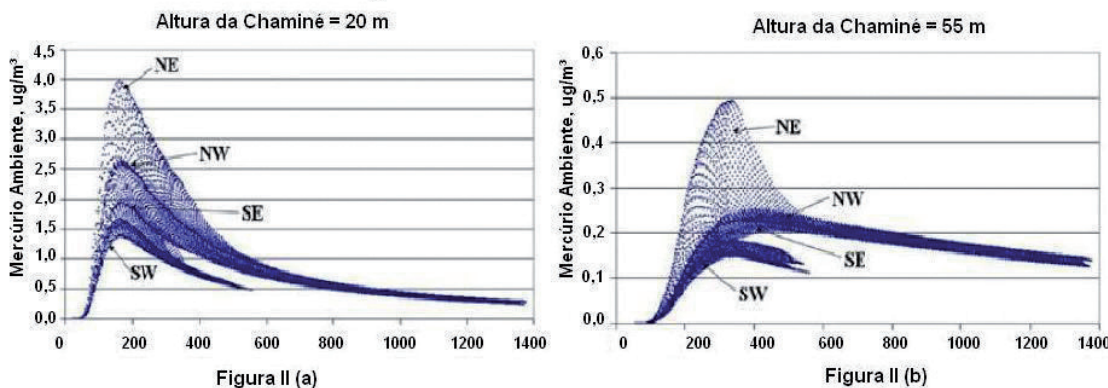 Altura da Chaminé = 20 m
Mercúrio Ambiente, ug/m³
4,5
4,0
3,5
3,0
2,5
2,0
1,5
1,0
0,5
0,0
NE
NW
SE
SW
0 200 400 600 800 1000 1200 1400
Figura II (a)
Altura da Chaminé = 55 m
Mercúrio Ambiente, ug/m³
0,6
0,5
0,4
0,3
0,2
0,1
0,0
NE
NW
SE
SW
0 200 400 600 800 1000 1200 1400
Figura II (b)